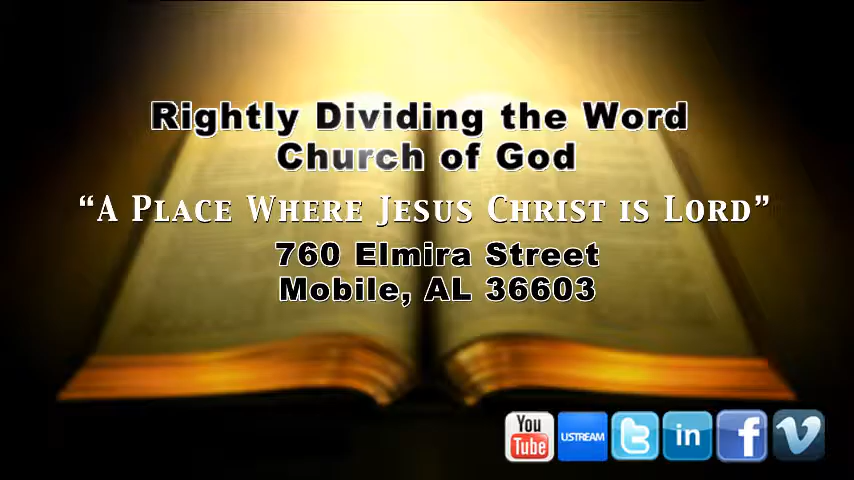 Rightly Dividing the Word
Church of God
“A Place Where Jesus Christ is Lord”
760 Elmira Street
Mobile, AL 36603
You Tube USTREAM t in f V